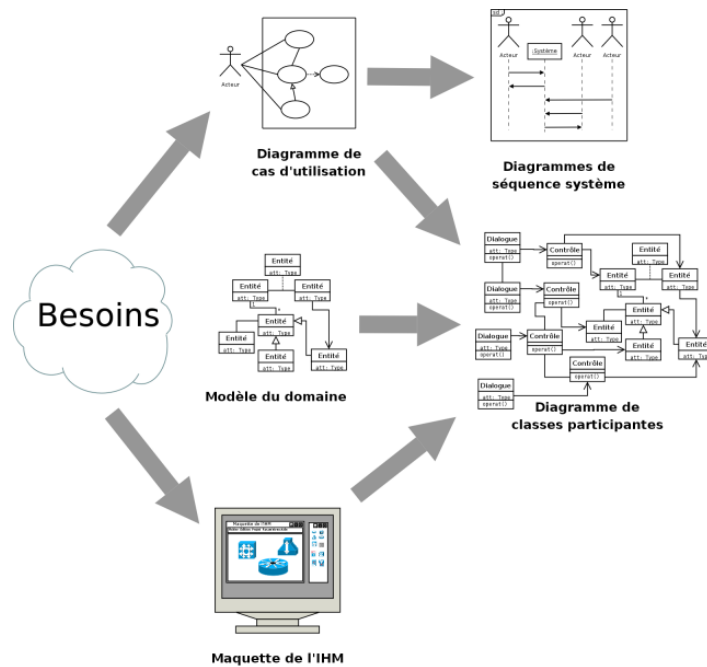 sd
Acteur
Acteur
:Système
Acteur
Acteur
Diagramme de
cas d'utilisation
Diagrammes de
séquence système
Besoins
Entité
att: Type
Entité
att: Type
Entité
att: Type
Entité
att: Type
Entité
att: Type
Entité
att: Type
Entité
att: Type
Modèle du domaine
Dialogue
att: Type
operat()
Contrôle
operat()
Entité
att: Type
Entité
att: Type
Entité
att: Type
Dialogue
att: Type
operat()
Contrôle
operat()
Entité
att: Type
Entité
att: Type
Dialogue
att: Type
operat()
Contrôle
operat()
Entité
att: Type
Entité
att: Type
Contrôle
operat()
Dialogue
att: Type
operat()
Diagramme de
classes participantes
Maquette de l'IHM
Maquette de l'IHM